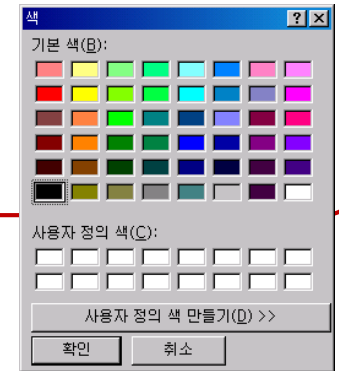 색
기본 색(B):
사용자 정의 색(C):
사용자 정의 색 만들기(D) >>
확인 취소